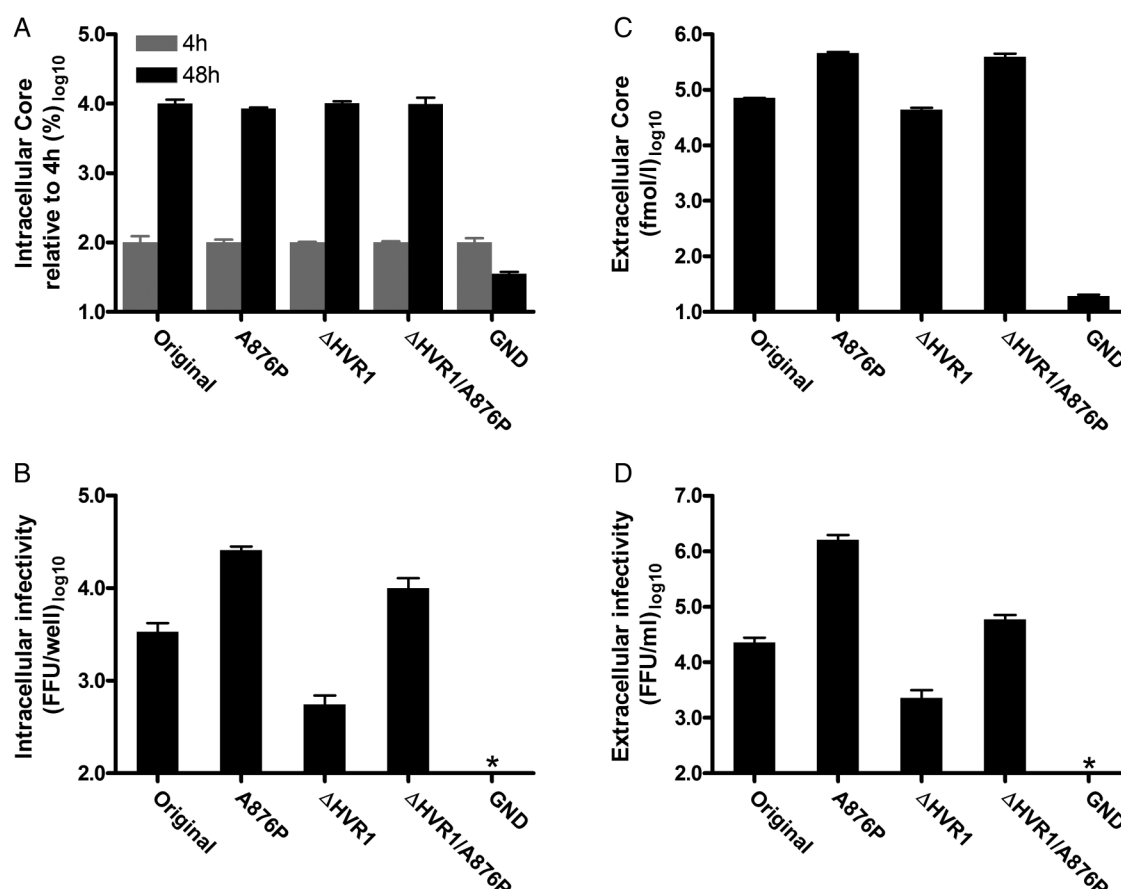 A
Intracellular Core
relative to 4h (%)log10
5.0
4.0
3.0
2.0
1.0
4h
48h
Original
A876P
ΔHVR1
ΔHVR1/A876P
GND
C
Extracellular Core
(fmol/l)log10
6.0
5.0
4.0
3.0
2.0
1.0
Original
A876P
ΔHVR1
ΔHVR1/A876P
GND
B
Intracellular infectivity
(FFU/well)log10
5.0
4.0
3.0
2.0
*
Original
A876P
ΔHVR1
ΔHVR1/A876P
GND
D
Extracellular infectivity
(FFU/ml)log10
7.0
6.0
5.0
4.0
3.0
2.0
*
Original
A876P
ΔHVR1
ΔHVR1/A876P
GND